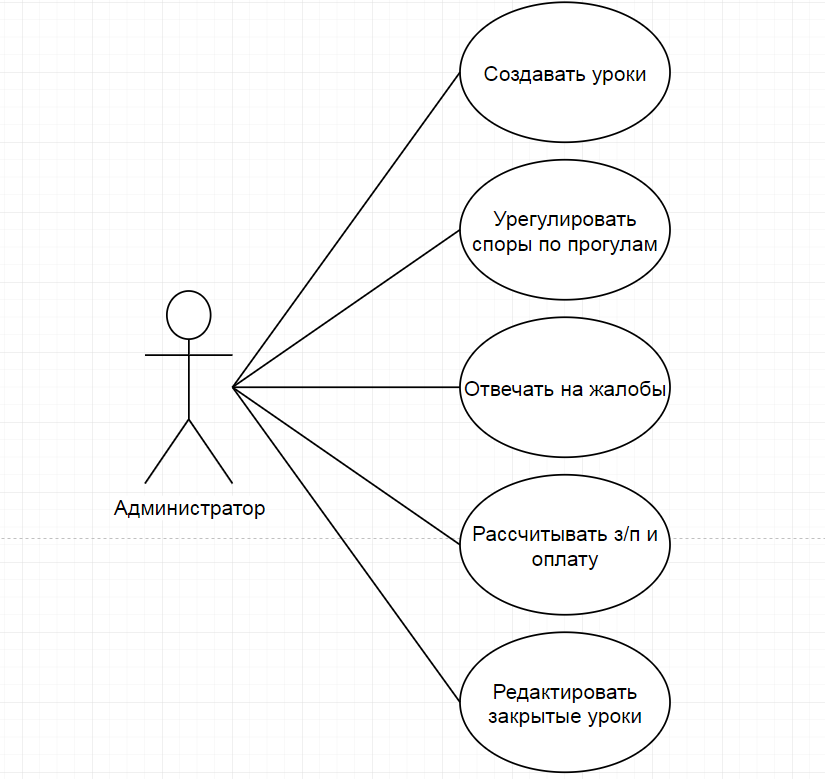 Создавать уроки
Урегулировать
споры по прогулам
Отвечать на жалобы
Администратор
Рассчитывать з/п и
оплату
Редактировать
закрытые уроки